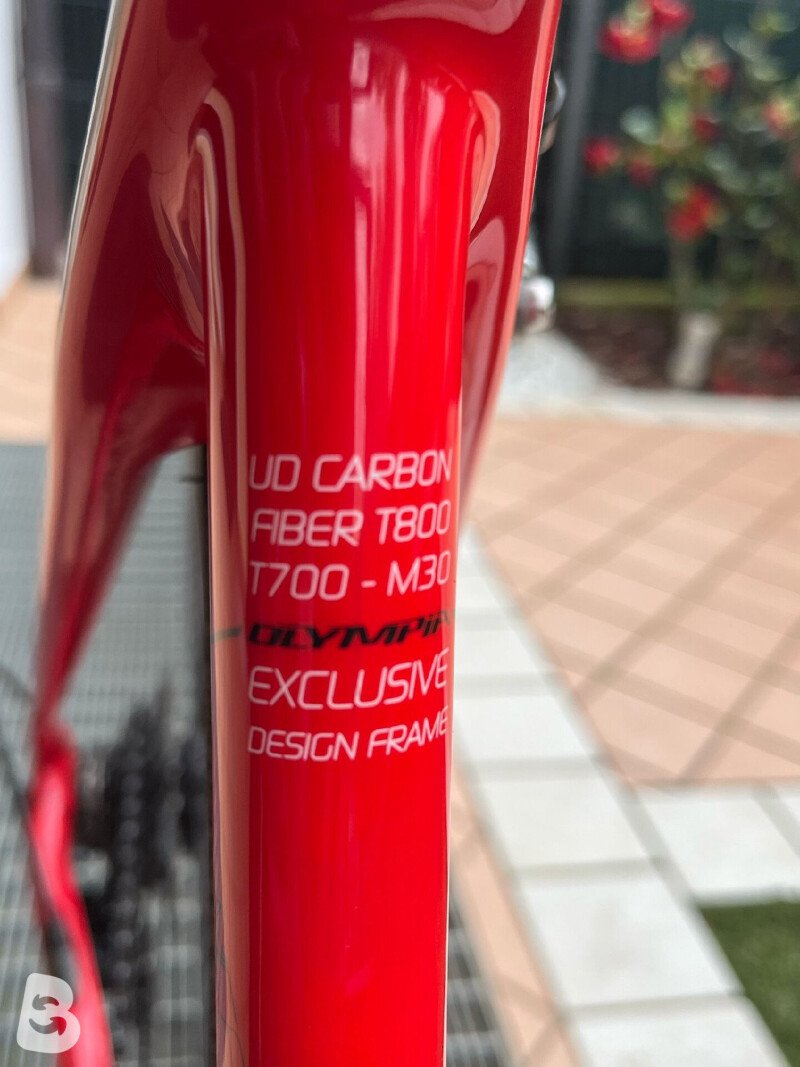 UD CARBON
FIBER T800
T700 - M30
OLYMPIA
EXCLUSIVE
DESIGN FRAME